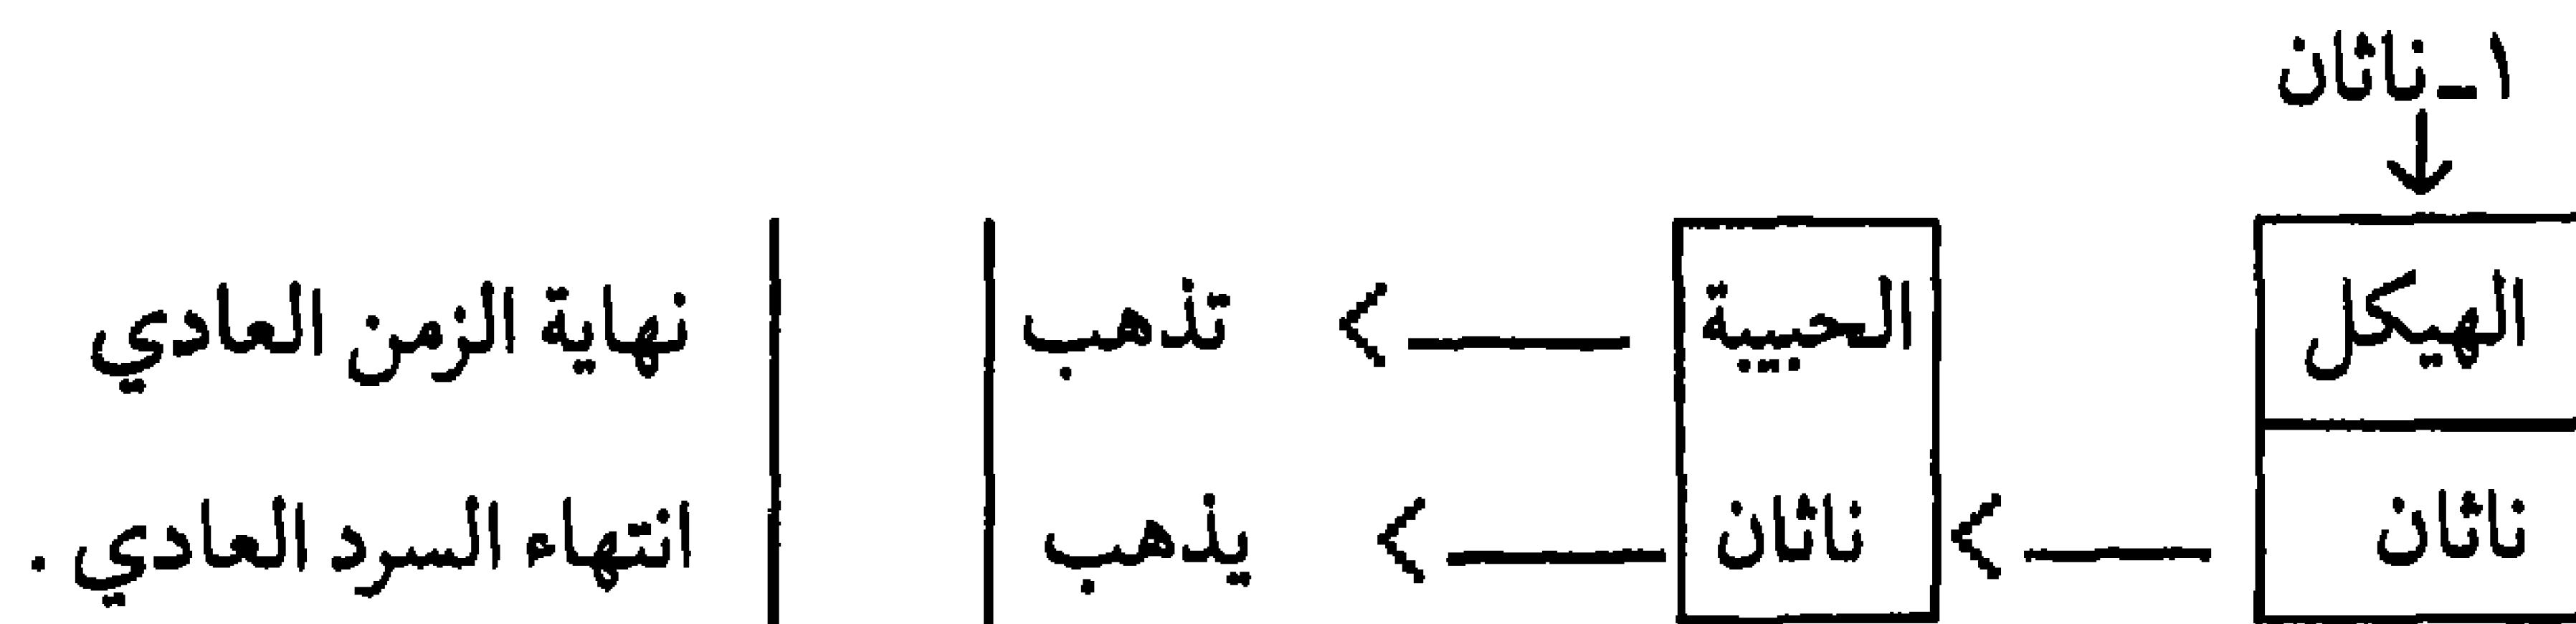 ١ـ ناثان
الهيكل الحبيبة تذهب نهاية الزمن العادي
ناثان ناثان يذهب انتهاء السرد العادي .